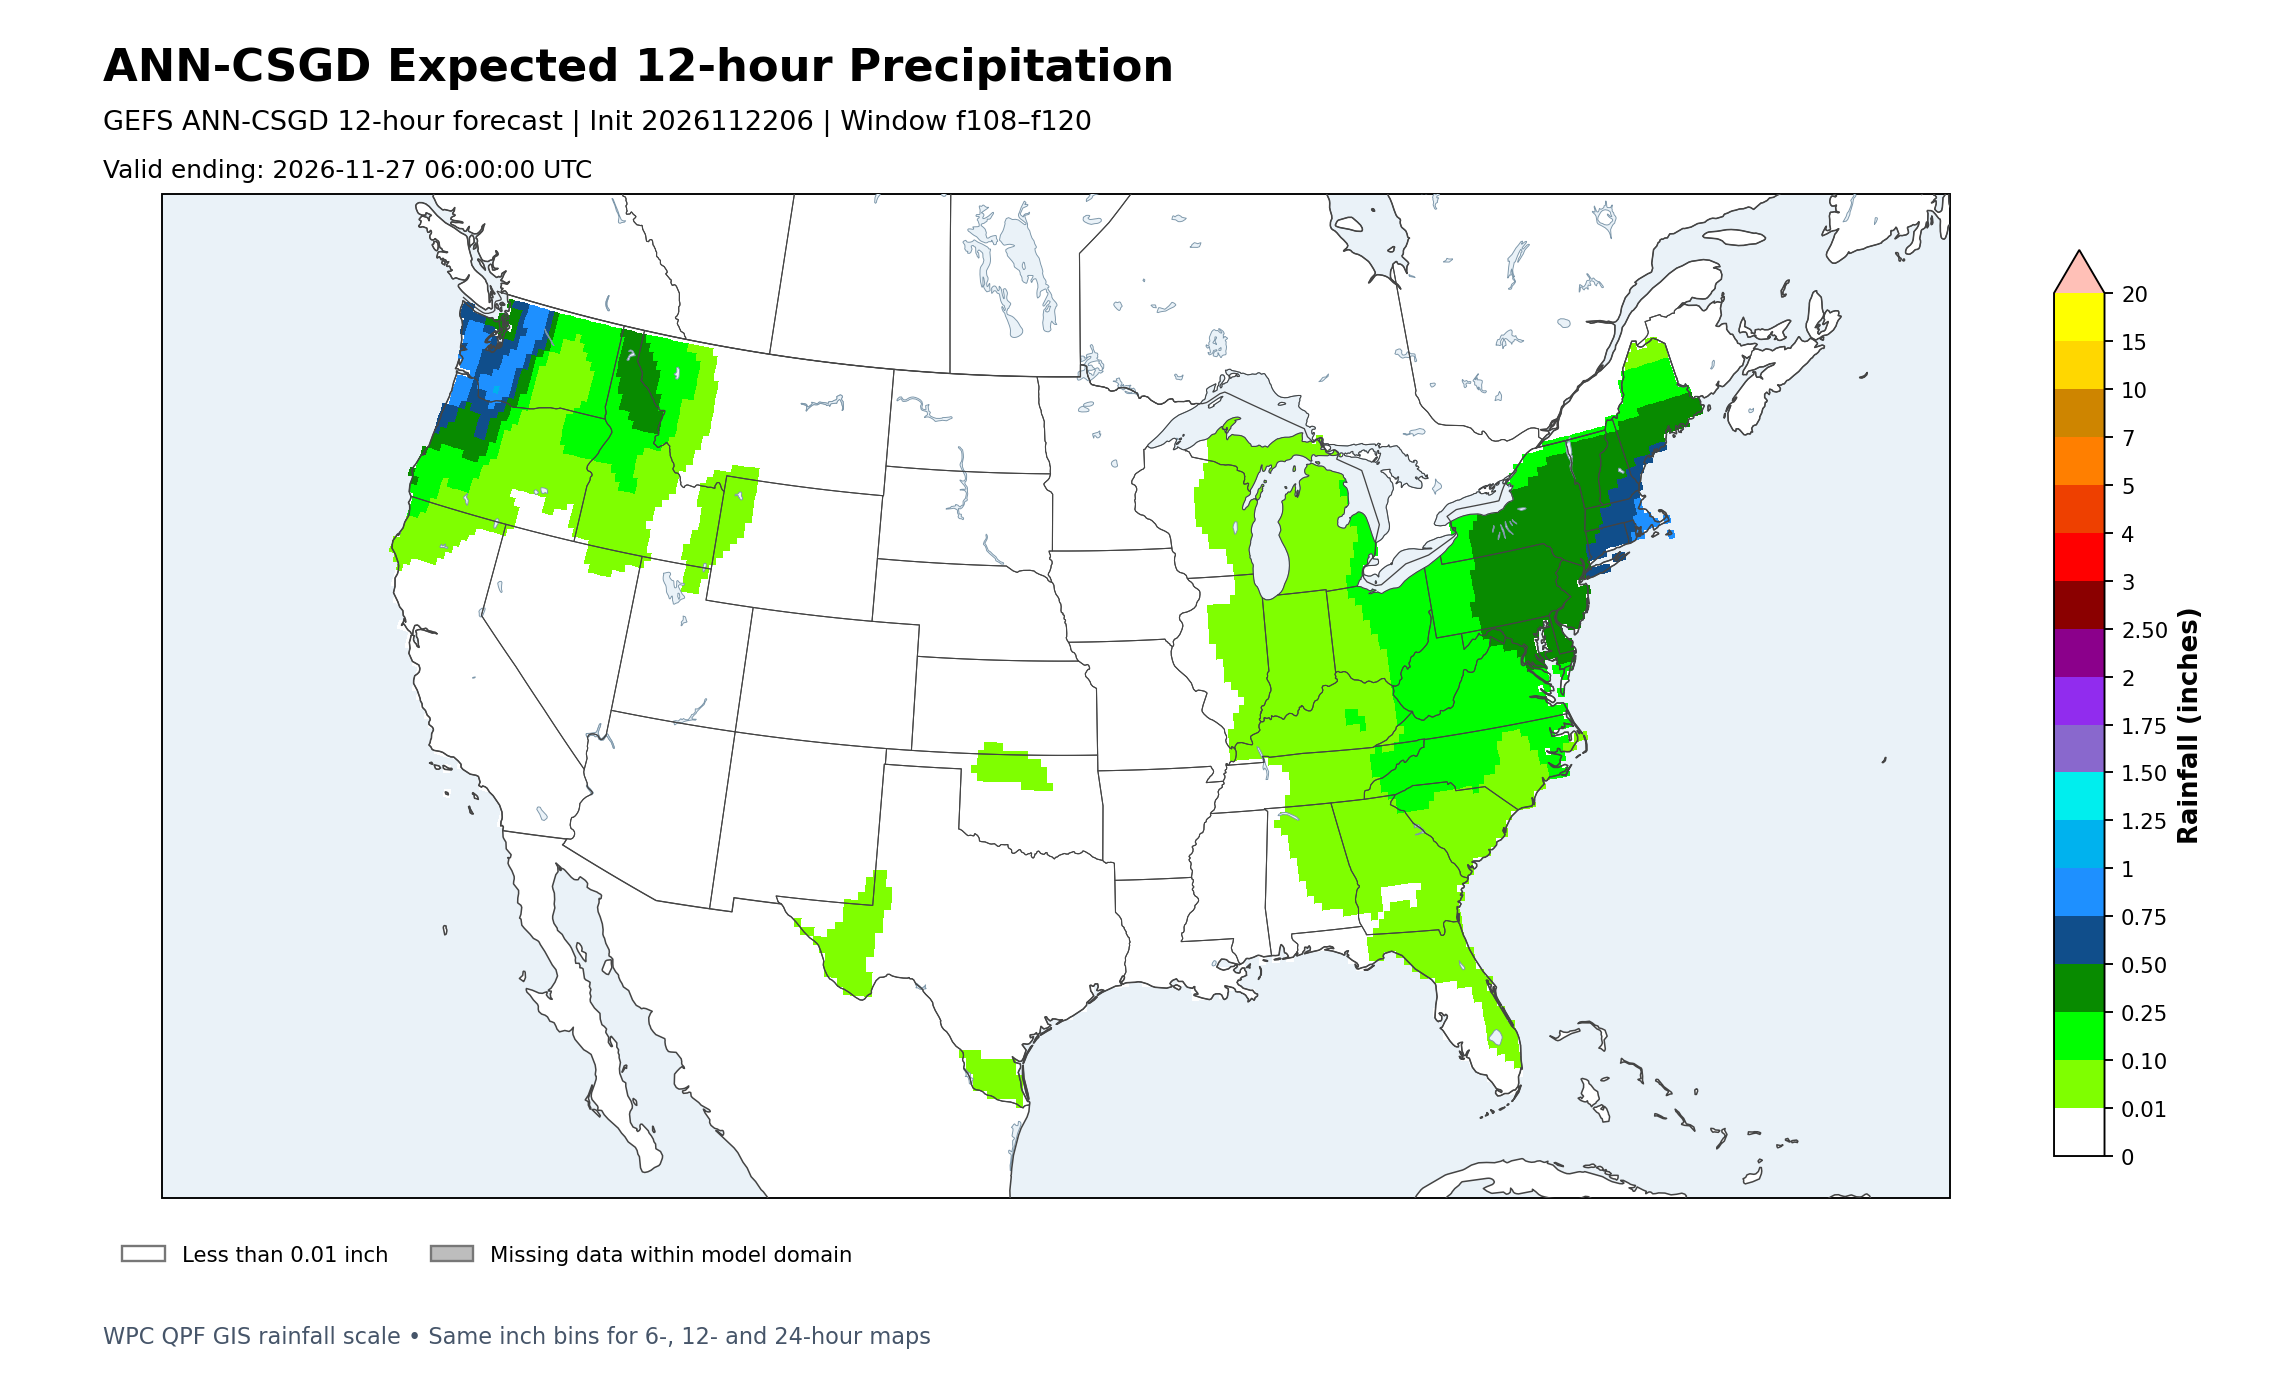 ANN-CSGD Expected 12-hour Precipitation
GEFS ANN-CSGD 12-hour forecast | Init 2026112206 | Window f108–f120
Valid ending: 2026-11-27 06:00:00 UTC
20
15
10
7
5
4
3
2.50
2
1.75
1.50
1.25
1
0.75
0.50
0.25
0.10
0.01
0
Rainfall (inches)
Less than 0.01 inch
Missing data within model domain
WPC QPF GIS rainfall scale • Same inch bins for 6-, 12- and 24-hour maps